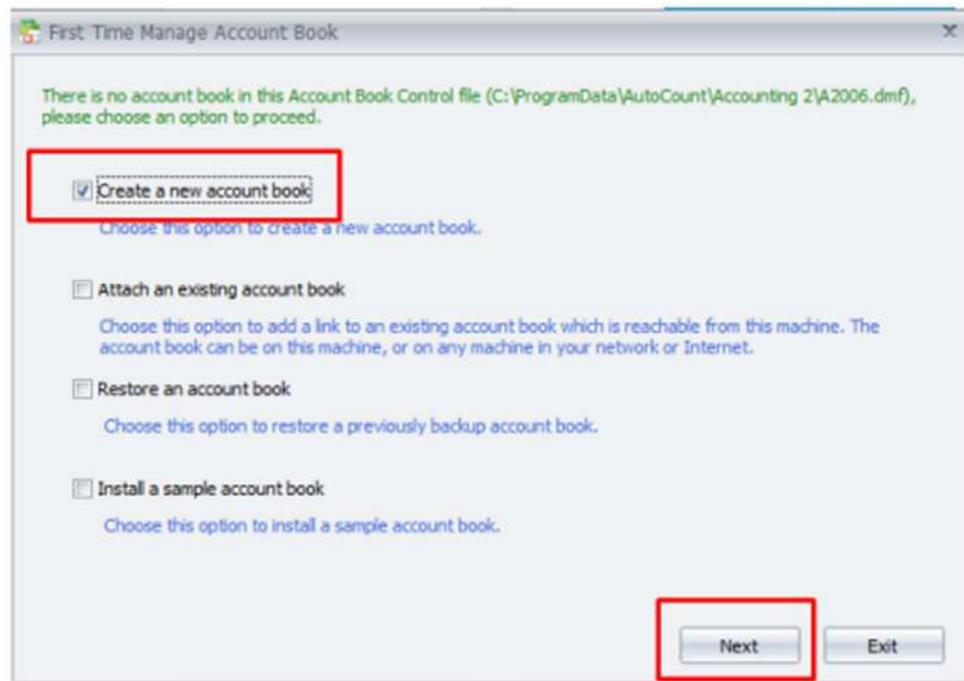 First Time Manage Account Book
There is no account book in this Account Book Control file (C:\ProgramData\AutoCount\Accounting 2\A2006.dmf),
please choose an option to proceed.
Create a new account book
Choose this option to create a new account book.
Attach an existing account book
Choose this option to add a link to an existing account book which is reachable from this machine. The
account book can be on this machine, or on any machine in your network or Internet.
Restore an account book
Choose this option to restore a previously backup account book.
Install a sample account book
Choose this option to install a sample account book.
Next Exit